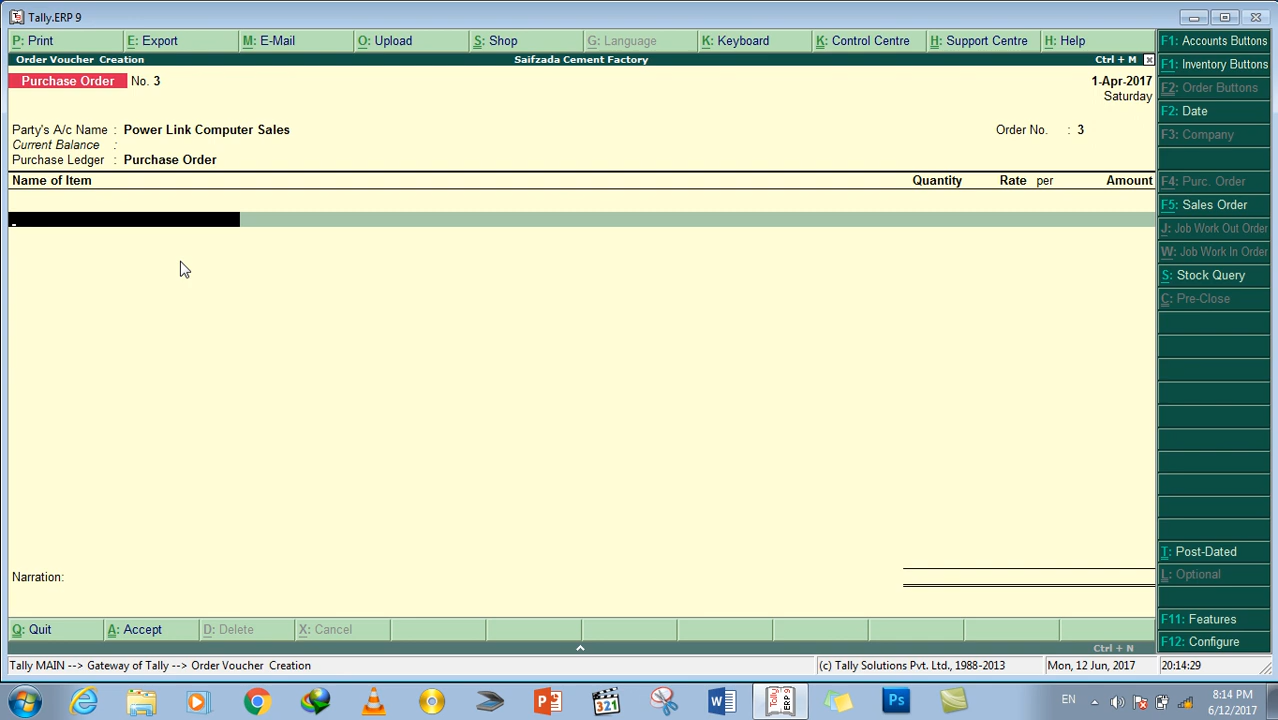 Tally.ERP 9
P: Print E: Export M: E-Mail O: Upload S: Shop G: Language K: Keyboard K: Control Centre H: Support Centre H: Help
Order Voucher Creation Saifzada Cement Factory Ctrl + M x
Purchase Order No. 3 1-Apr-2017
Saturday
Party's A/c Name : Power Link Computer Sales Order No. : 3
Current Balance :
Purchase Ledger : Purchase Order
Name of Item Quantity Rate per Amount
Narration:
Q: Quit A: Accept D: Delete X: Cancel
Ctrl + N
Tally MAIN --> Gateway of Tally --> Order Voucher Creation (c) Tally Solutions Pvt. Ltd., 1988-2013 Mon, 12 Jun, 2017 20:14:29
F1: Accounts Buttons
F1: Inventory Buttons
F2: Order Buttons
F2: Date
F3: Company
F4: Purc. Order
F5: Sales Order
J: Job Work Out Order
W: Job Work In Order
S: Stock Query
C: Pre-Close
T: Post-Dated
L: Optional
F11: Features
F12: Configure
321 W ERP 9 Ps EN 8:14 PM
6/12/2017